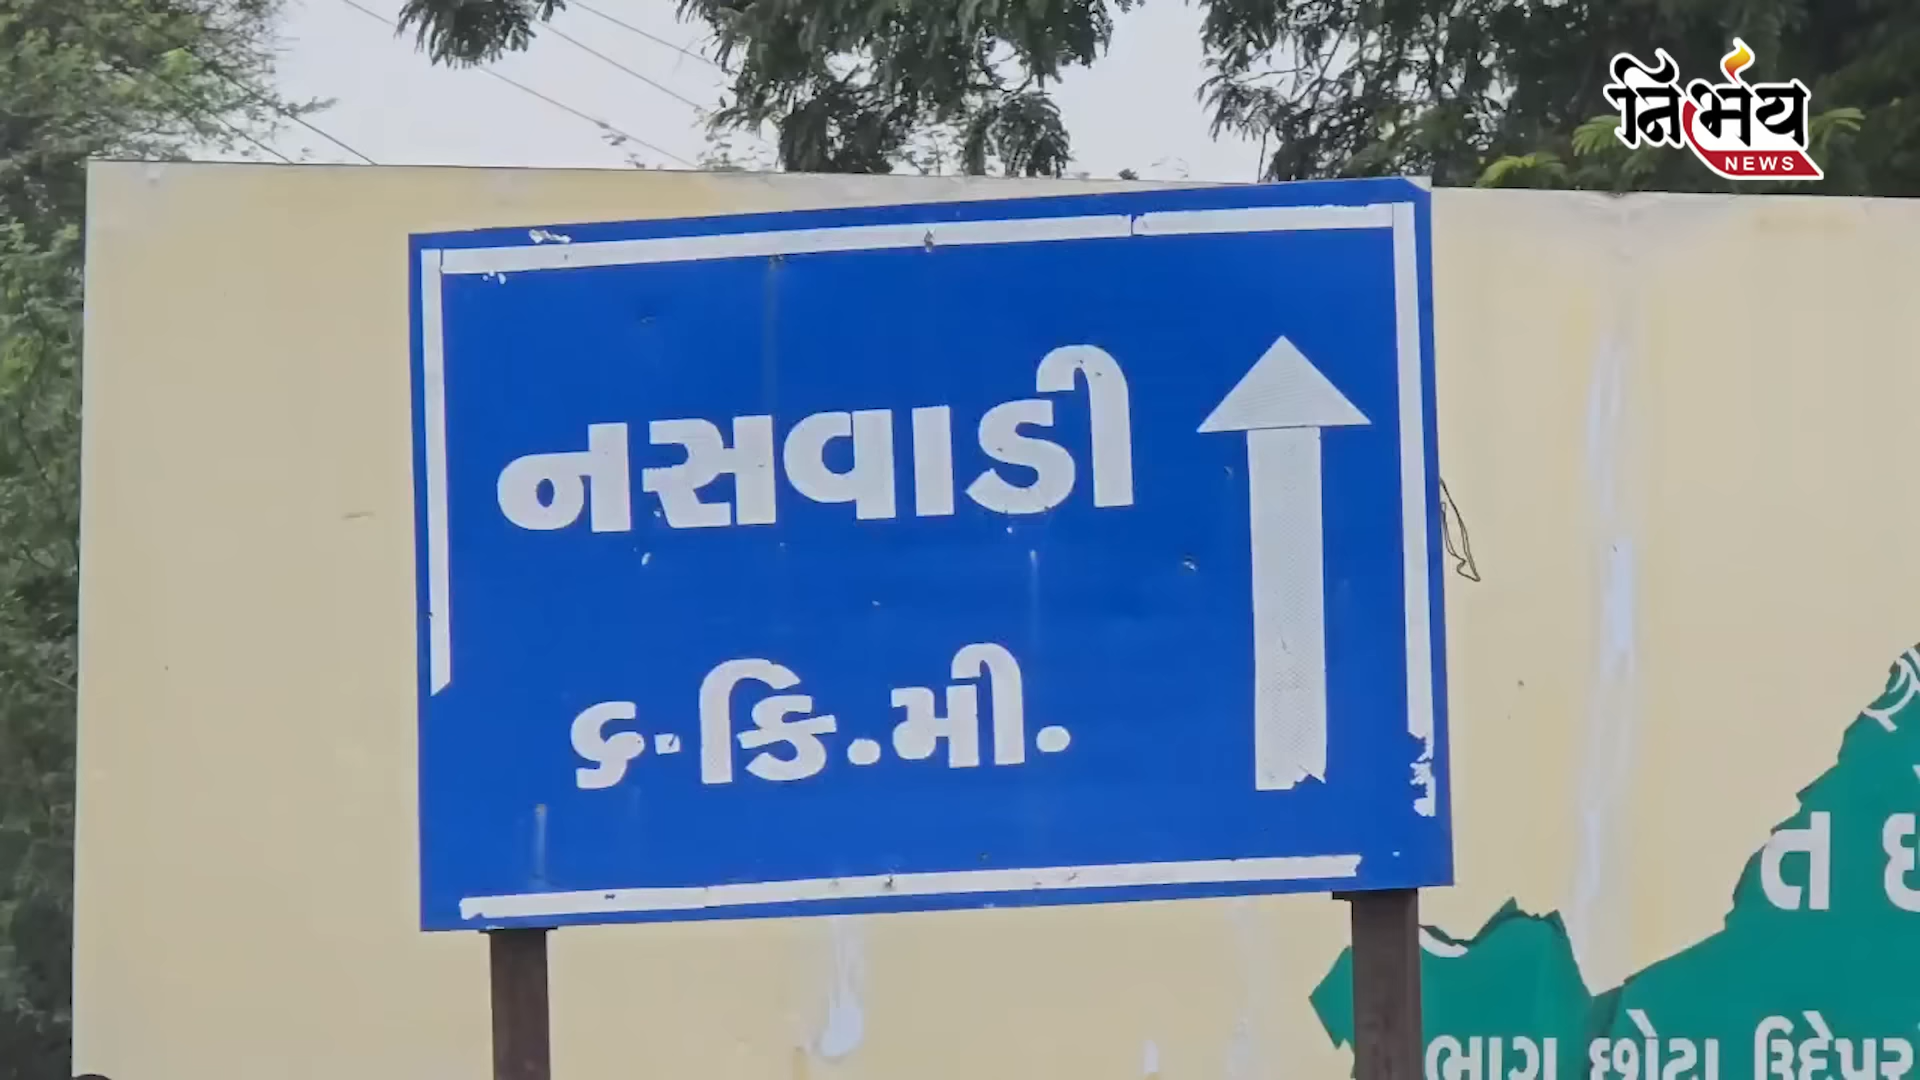 નિર્ભય
NEWS
નસવાડી
૬.કિ.મી.
ત
ભાગ છોટા